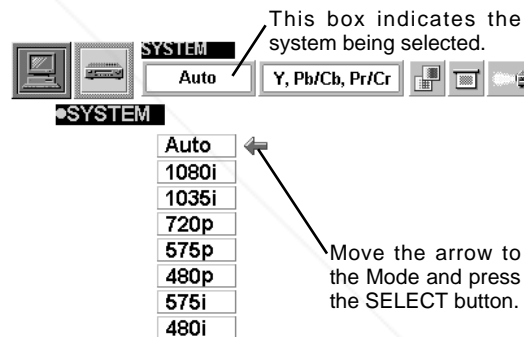 This box indicates the
system being selected.
SYSTEM
Auto
Y, Pb/Cb, Pr/Cr
●SYSTEM
Auto
1080i
1035i
720p
575p
480p
575i
480i
Move the arrow to
the Mode and press
the SELECT button.